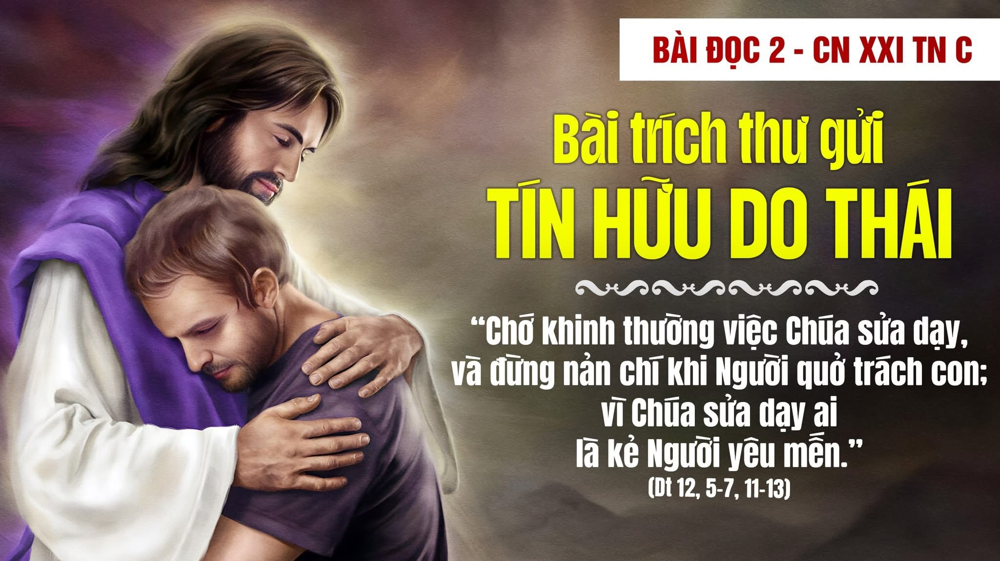 BÀI ĐỌC 2 - CN XXI TN C
Bài trích thư gửi
TÍN HỮU DO THÁI
“Chớ khinh thường việc Chúa sửa dạy,
và đừng nản chí khi Người quở trách con;
vì Chúa sửa dạy ai
là kẻ Người yêu mến.”
(Dt 12, 5-7, 11-13)